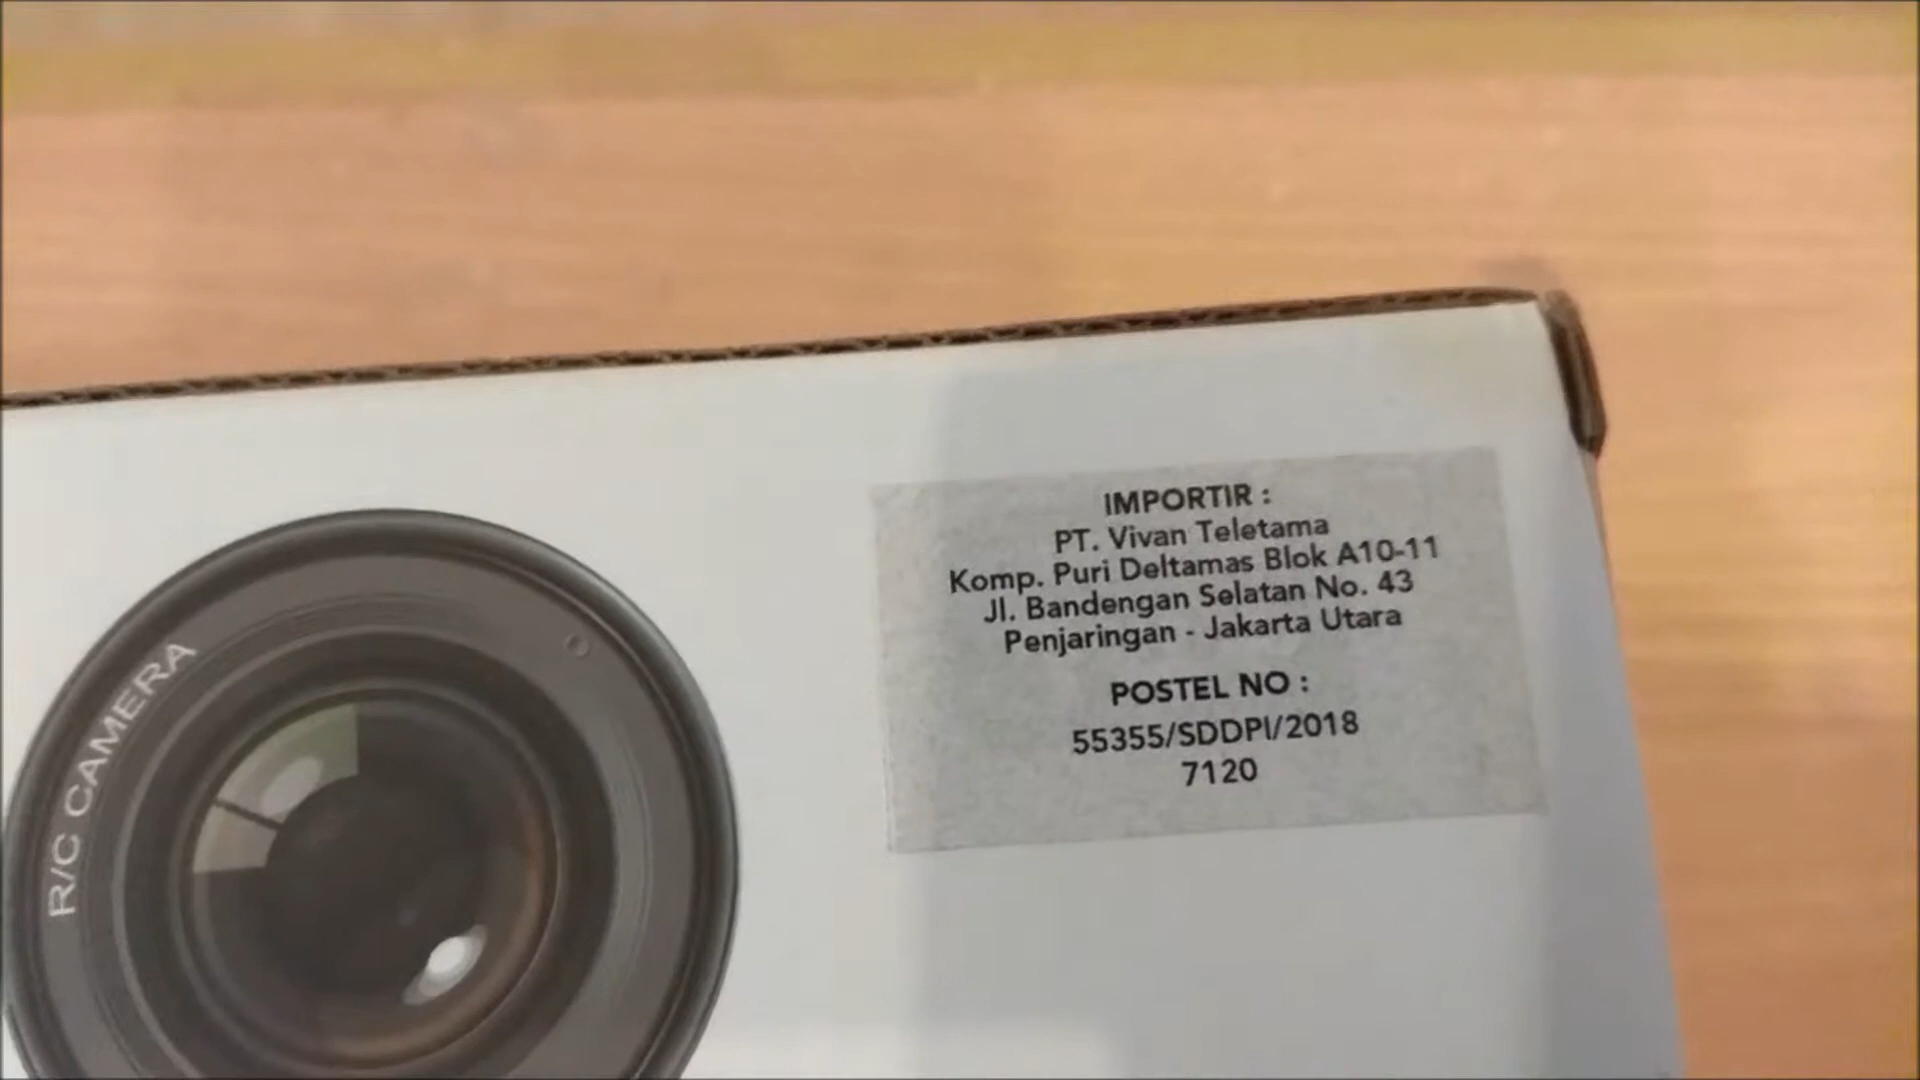 IMPORTIR :
PT. Vivan Teletama
Komp. Puri Deltamas Blok A10-11
Jl. Bandengan Selatan No. 43
Penjaringan - Jakarta Utara
POSTEL NO :
55355/SDDPI/2018
7120
R/C CAMERA